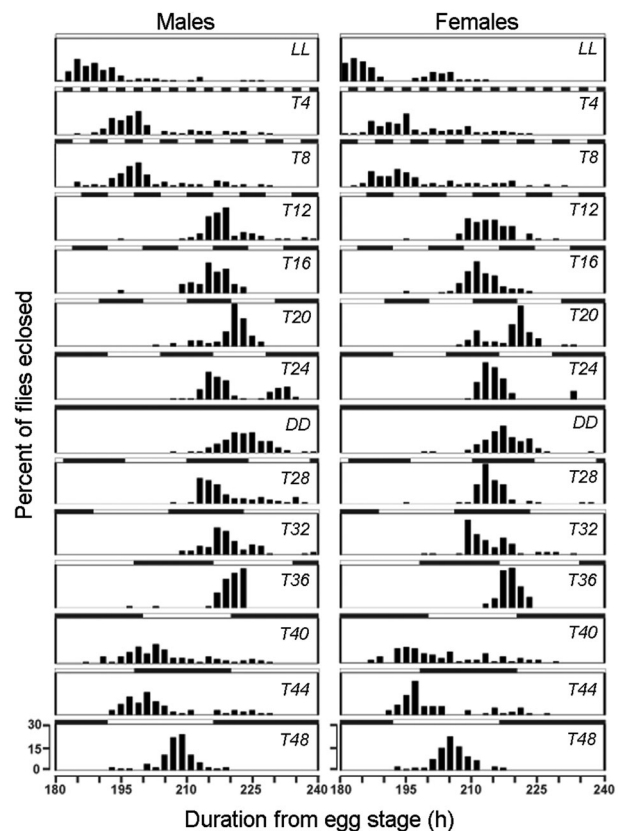 Males Females
LL LL
T4 T4
T8 T8
T12 T12
T16 T16
T20 T20
T24 T24
DD DD
T28 T28
T32 T32
T36 T36
T40 T40
T44 T44
T48 T48
Percent of flies eclosed
30
15
0
180 195 210 225 240 180 195 210 225 240
Duration from egg stage (h)